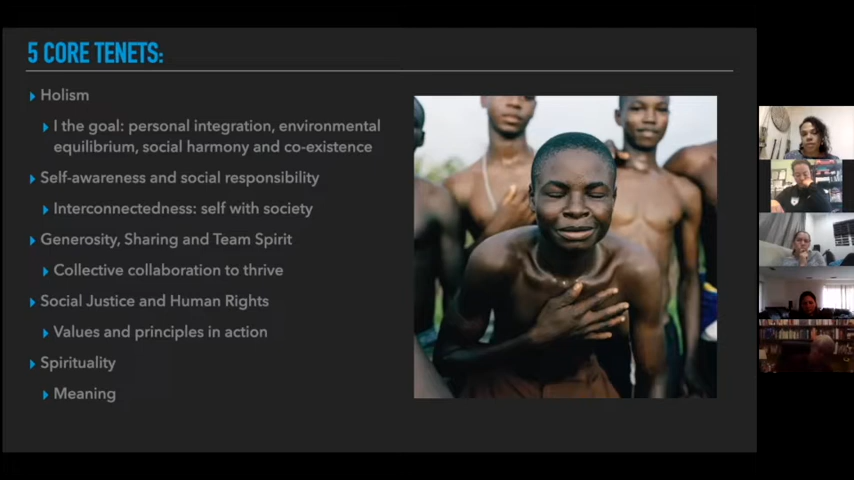 5 CORE TENETS:
Holism
I the goal: personal integration, environmental
equilibrium, social harmony and co-existence
Self-awareness and social responsibility
Interconnectedness: self with society
Generosity, Sharing and Team Spirit
Collective collaboration to thrive
Social Justice and Human Rights
Values and principles in action
Spirituality
Meaning